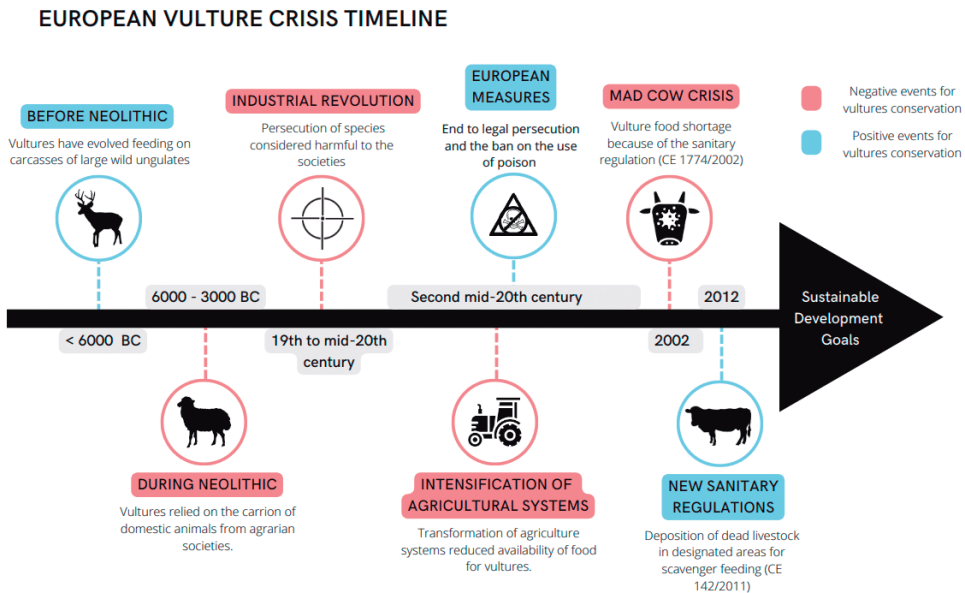 EUROPEAN VULTURE CRISIS TIMELINE
BEFORE NEOLITHIC
Vultures have evolved feeding on
carcasses of large wild ungulates
INDUSTRIAL REVOLUTION
Persecution of species
considered harmful to the
societies
EUROPEAN
MEASURES
End to legal persecution
and the ban on the use
of poison
MAD COW CRISIS
Vulture food shortage
because of the sanitary
regulation (CE 1774/2002)
Negative events for
vultures conservation
Positive events for
vultures conservation
6000 - 3000 BC
Second mid-20th century
2012
< 6000 BC
19th to mid-20th
century
2002
Sustainable
Development
Goals
DURING NEOLITHIC
Vultures relied on the carrion of
domestic animals from agrarian
societies.
INTENSIFICATION OF
AGRICULTURAL SYSTEMS
Transformation of agriculture
systems reduced availability of food
for vultures.
NEW SANITARY
REGULATIONS
Deposition of dead livestock
in designated areas for
scavenger feeding (CE
142/2011)